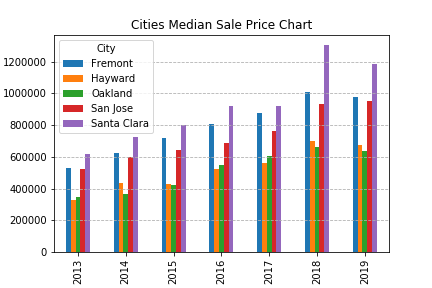 Cities Median Sale Price Chart
City
Fremont
Hayward
Oakland
San Jose
Santa Clara
1200000
1000000
800000
600000
400000
200000
0
2013
2014
2015
2016
2017
2018
2019